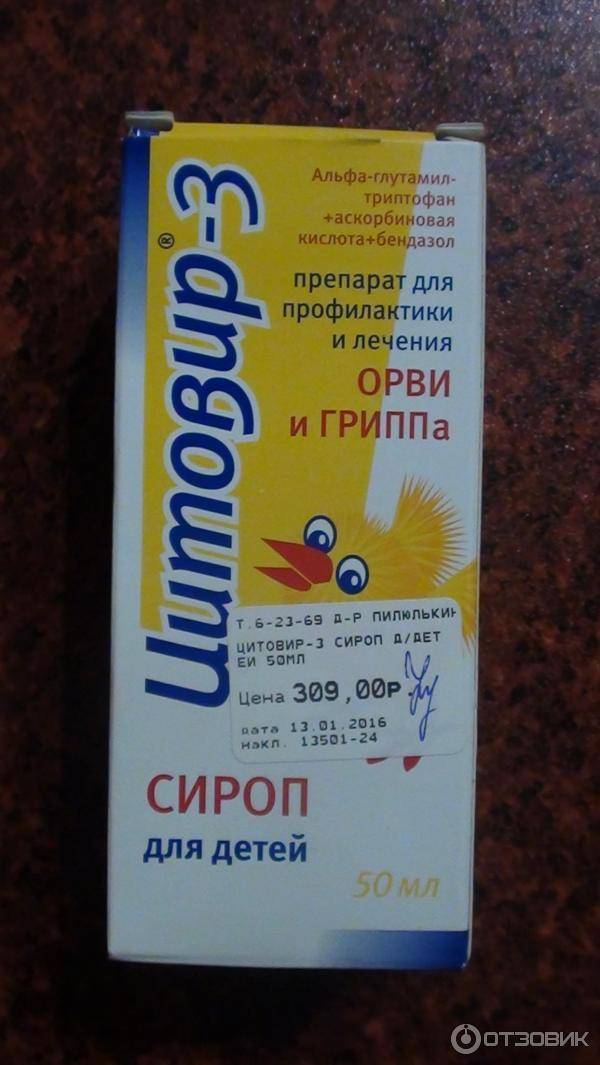 Цитовир®-3
Альфа-глутамил-
триптофан
+аскорбиновая
кислота+бендазол
препарат для
профилактики
и лечения
ОРВИ
и ГРИППа
Т.6-23-69 Д-Р ПИЛЮЛЬКИН
ЦИТОВИР-3 СИРОП Д/ДЕТ
ЕЙ 50МЛ
Цена 309,00Р
дата 13.01.2016
накл. 13501-24
СИРОП
для детей
50 мл
ОТЗОВИК